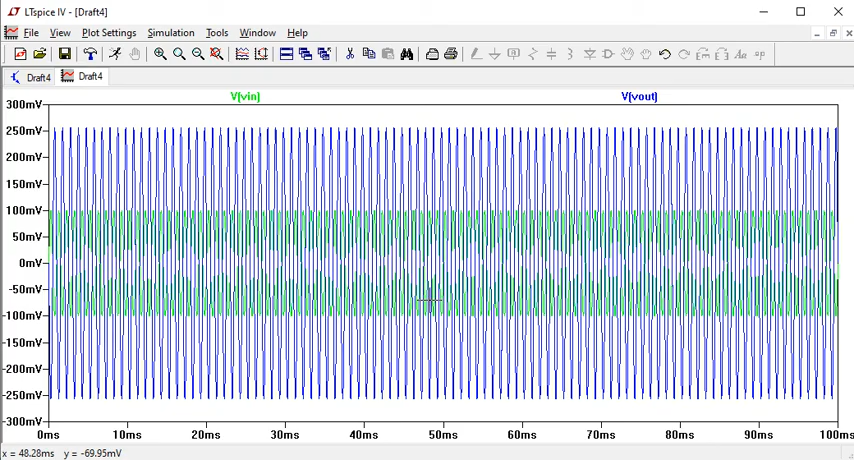 LTspice IV - [Draft4]
File View Plot Settings Simulation Tools Window Help
Draft4 Draft4
V(vin) V(vout)
300mV
250mV
200mV
150mV
100mV
50mV
0mV
-50mV
-100mV
-150mV
-200mV
-250mV
-300mV
0ms 10ms 20ms 30ms 40ms 50ms 60ms 70ms 80ms 90ms 100ms
x = 48.28ms y = -69.95mV